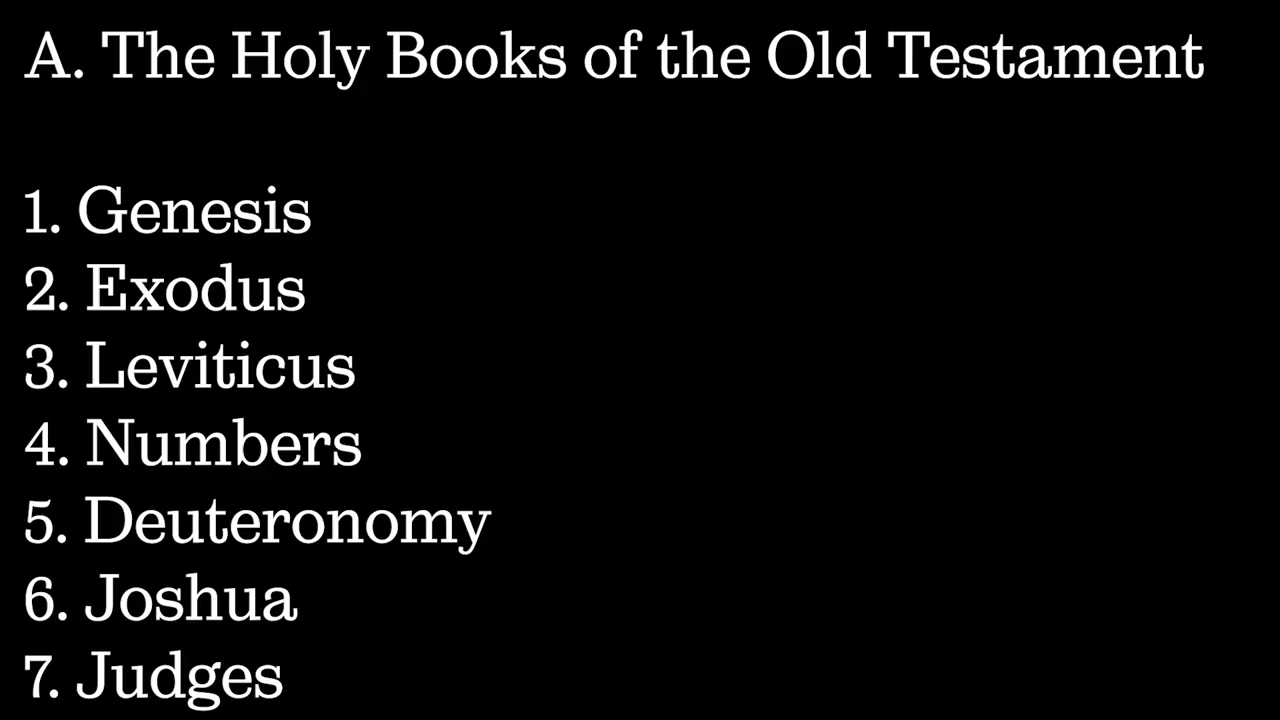 A. The Holy Books of the Old Testament
1. Genesis
2. Exodus
3. Leviticus
4. Numbers
5. Deuteronomy
6. Joshua
7. Judges